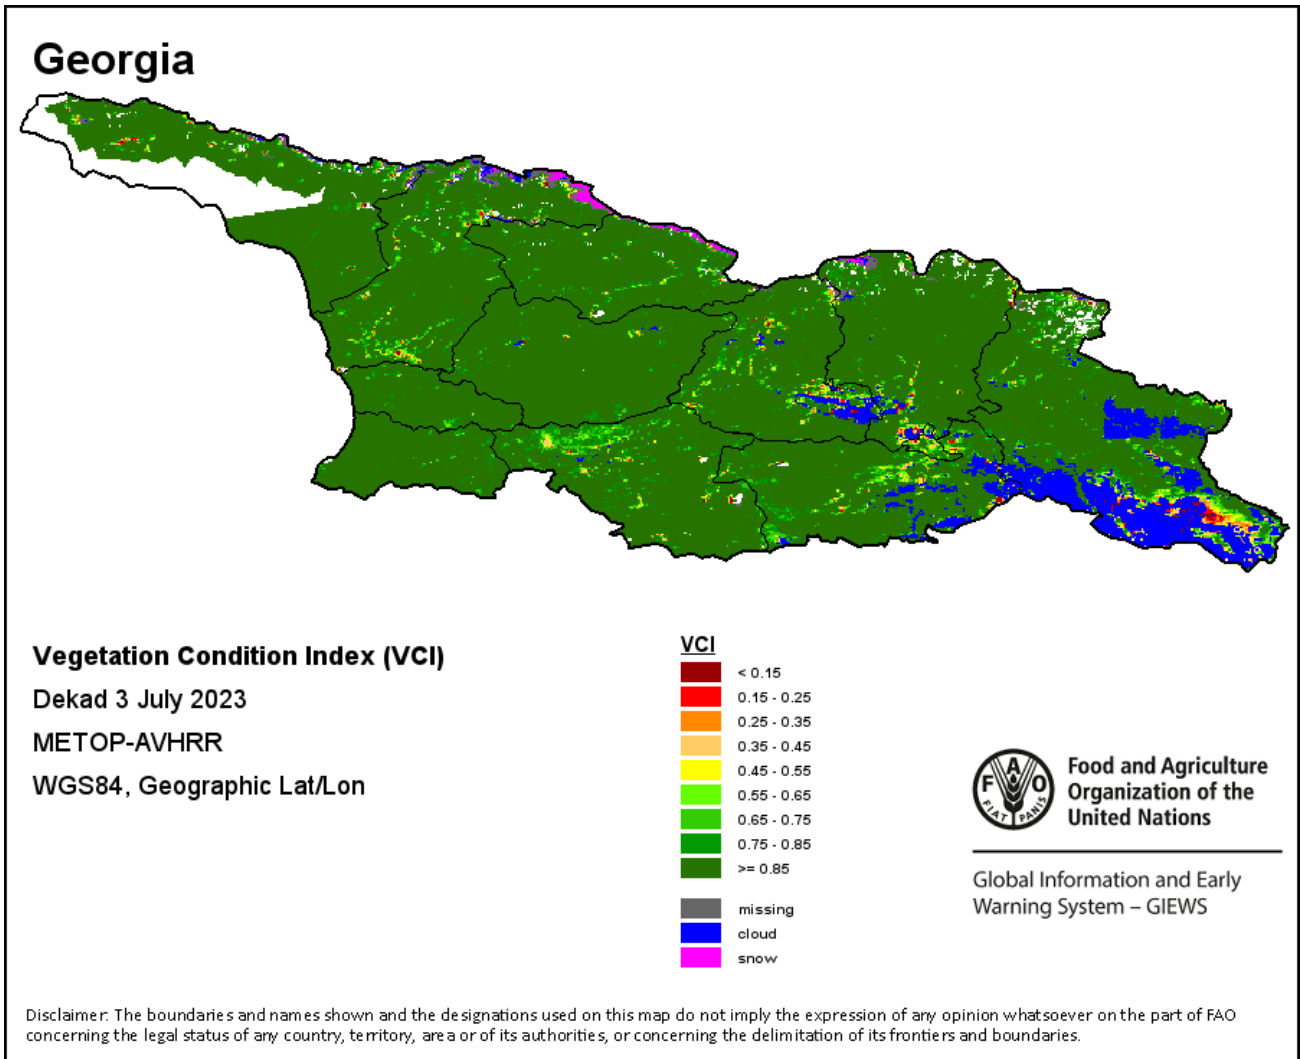 Georgia
Vegetation Condition Index (VCI)
Dekad 3 July 2023
METOP-AVHRR
WGS84, Geographic Lat/Lon
VCI
< 0.15
0.15 - 0.25
0.25 - 0.35
0.35 - 0.45
0.45 - 0.55
0.55 - 0.65
0.65 - 0.75
0.75 - 0.85
>= 0.85
missing
cloud
snow
F A O
FIAT PANIS
Food and Agriculture
Organization of the
United Nations
Global Information and Early
Warning System – GIEWS
Disclaimer: The boundaries and names shown and the designations used on this map do not imply the expression of any opinion whatsoever on the part of FAO
concerning the legal status of any country, territory, area or of its authorities, or concerning the delimitation of its frontiers and boundaries.